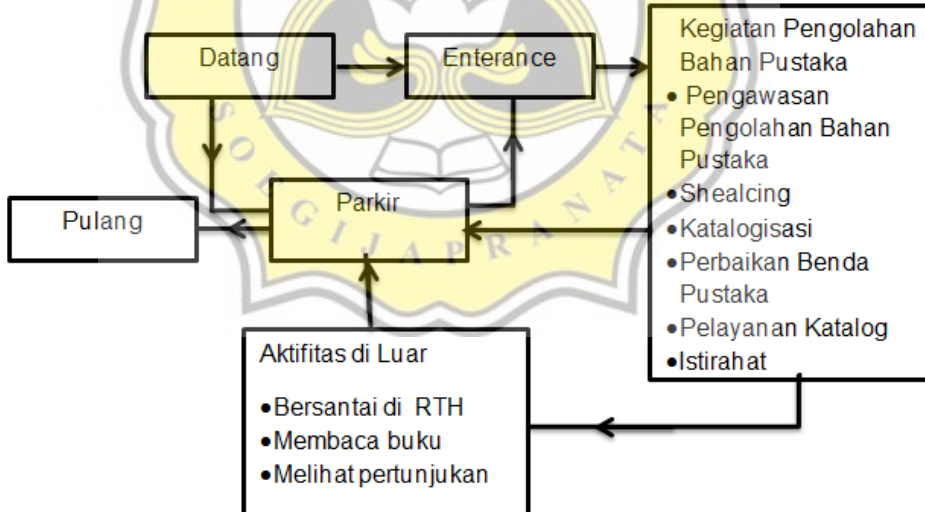 Datang
Enterance
Kegiatan Pengolahan
Bahan Pustaka
• Pengawasan
Pengolahan Bahan
Pustaka
•Shealcing
•Katalogisasi
•Perbaikan Benda
Pustaka
•Pelayanan Katalog
•Istirahat
Parkir
Pulang
SOEGIJAPRANATA
Aktifitas di Luar
•Bersantai di RTH
•Membaca buku
•Melihat pertunjukan